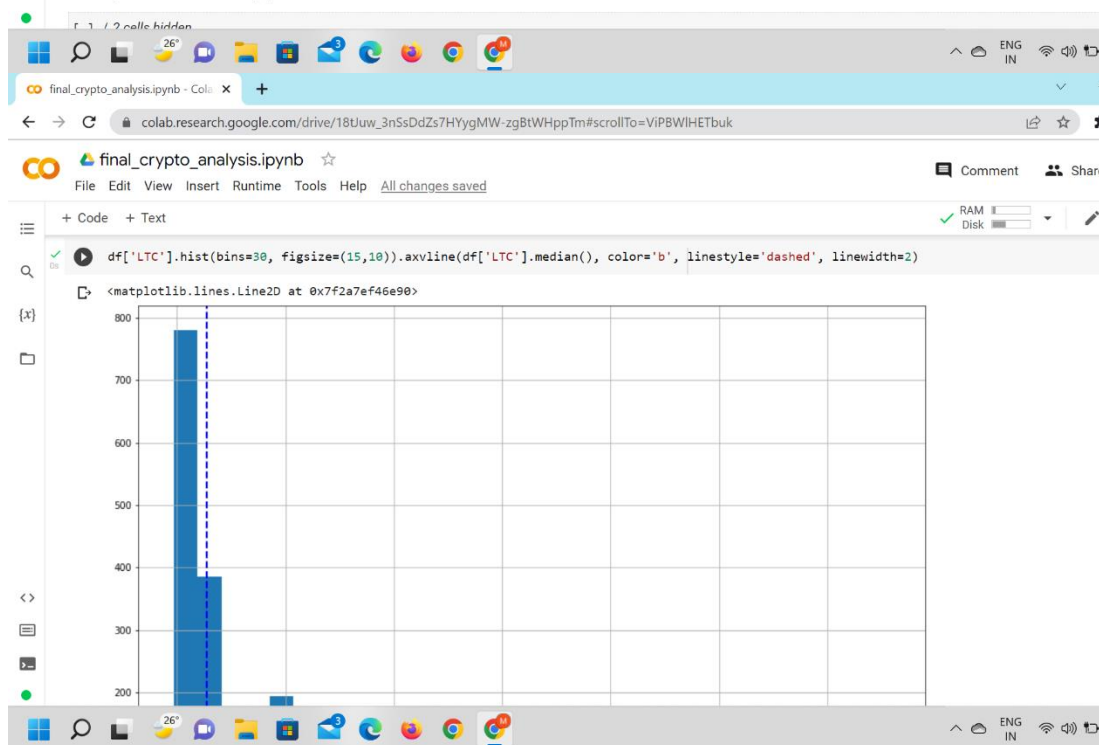 [ ] / 2 cells hidden
26°
3
M
ENG
IN
final_crypto_analysis.ipynb - Cola
colab.research.google.com/drive/18tJuw_3nSsDdZs7HYygMW-zgBtWHppTm#scrollTo=ViPBWlHETbuk
final_crypto_analysis.ipynb
Comment
Share
File Edit View Insert Runtime Tools Help All changes saved
+ Code + Text
RAM
Disk
df['LTC'].hist(bins=30, figsize=(15,10)).axvline(df['LTC'].median(), color='b', linestyle='dashed', linewidth=2)
0s
<matplotlib.lines.Line2D at 0x7f2a7ef46e90>
{x}
800
700
600
500
400
300
200
26°
3
M
ENG
IN